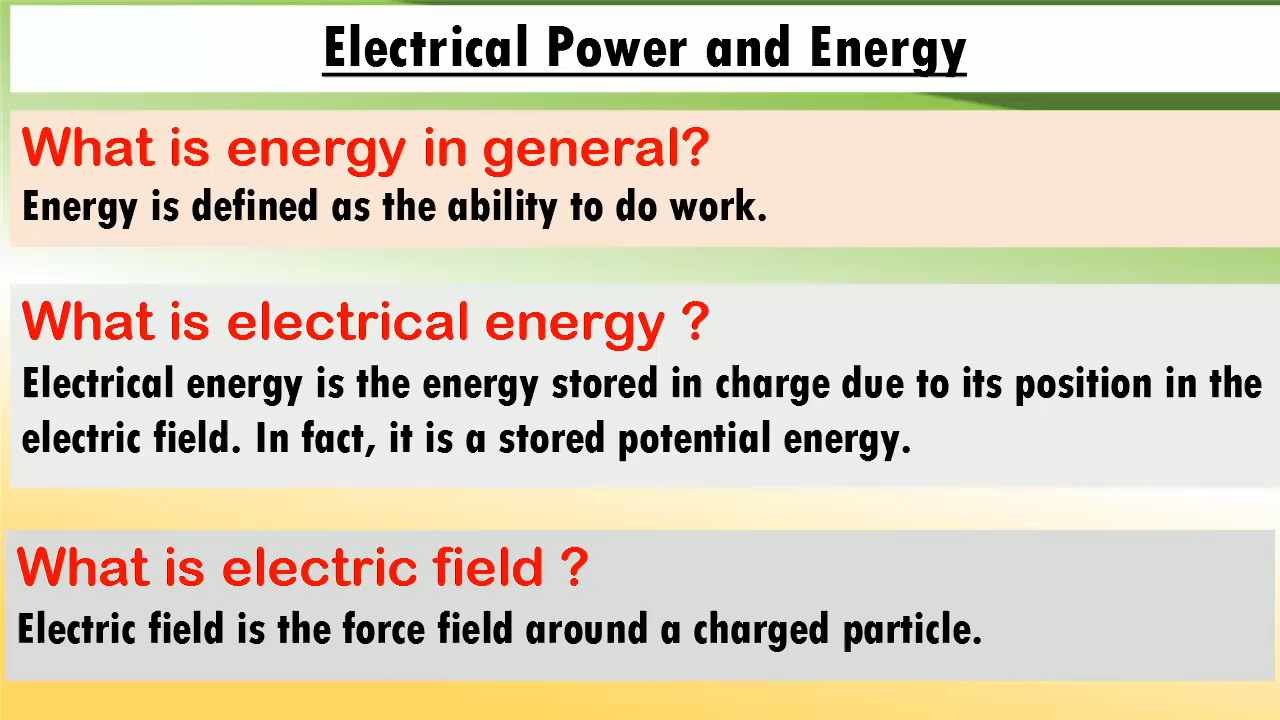 Electrical Power and Energy
What is energy in general?
Energy is defined as the ability to do work.
What is electrical energy ?
Electrical energy is the energy stored in charge due to its position in the
electric field. In fact, it is a stored potential energy.
What is electric field ?
Electric field is the force field around a charged particle.